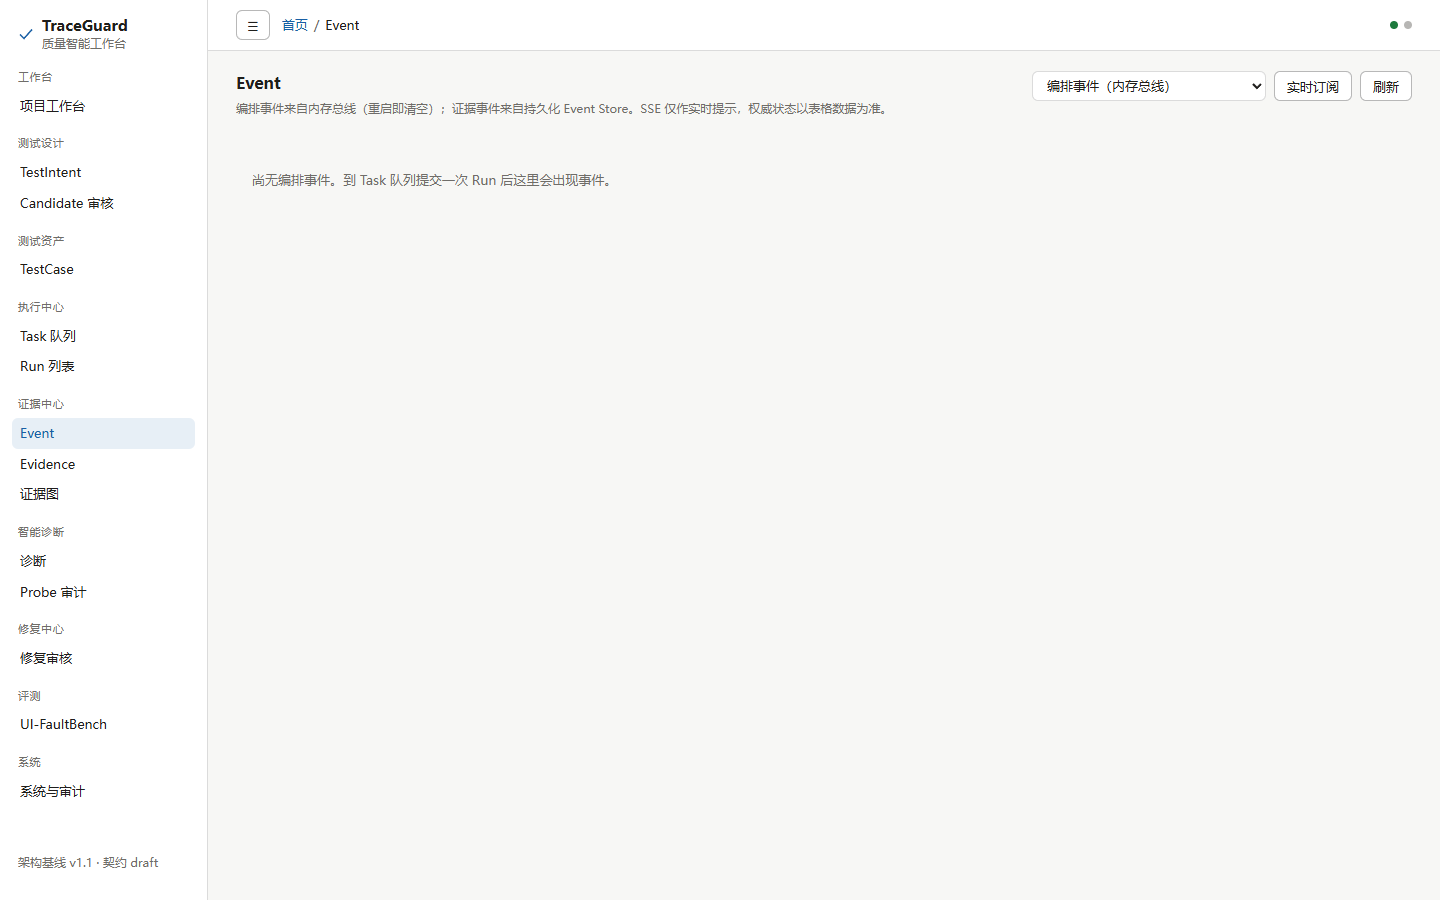 TraceGuard
质量智能工作台
工作台
项目工作台
测试设计
TestIntent
Candidate 审核
测试资产
TestCase
执行中心
Task 队列
Run 列表
证据中心
Event
Evidence
证据图
智能诊断
诊断
Probe 审计
修复中心
修复审核
评测
UI-FaultBench
系统
系统与审计
架构基线 v1.1 · 契约 draft
☰ 首页 / Event
Event
编排事件（内存总线） 实时订阅 刷新
编排事件来自内存总线（重启即清空）；证据事件来自持久化 Event Store。SSE 仅作实时提示，权威状态以表格数据为准。
尚无编排事件。到 Task 队列提交一次 Run 后这里会出现事件。